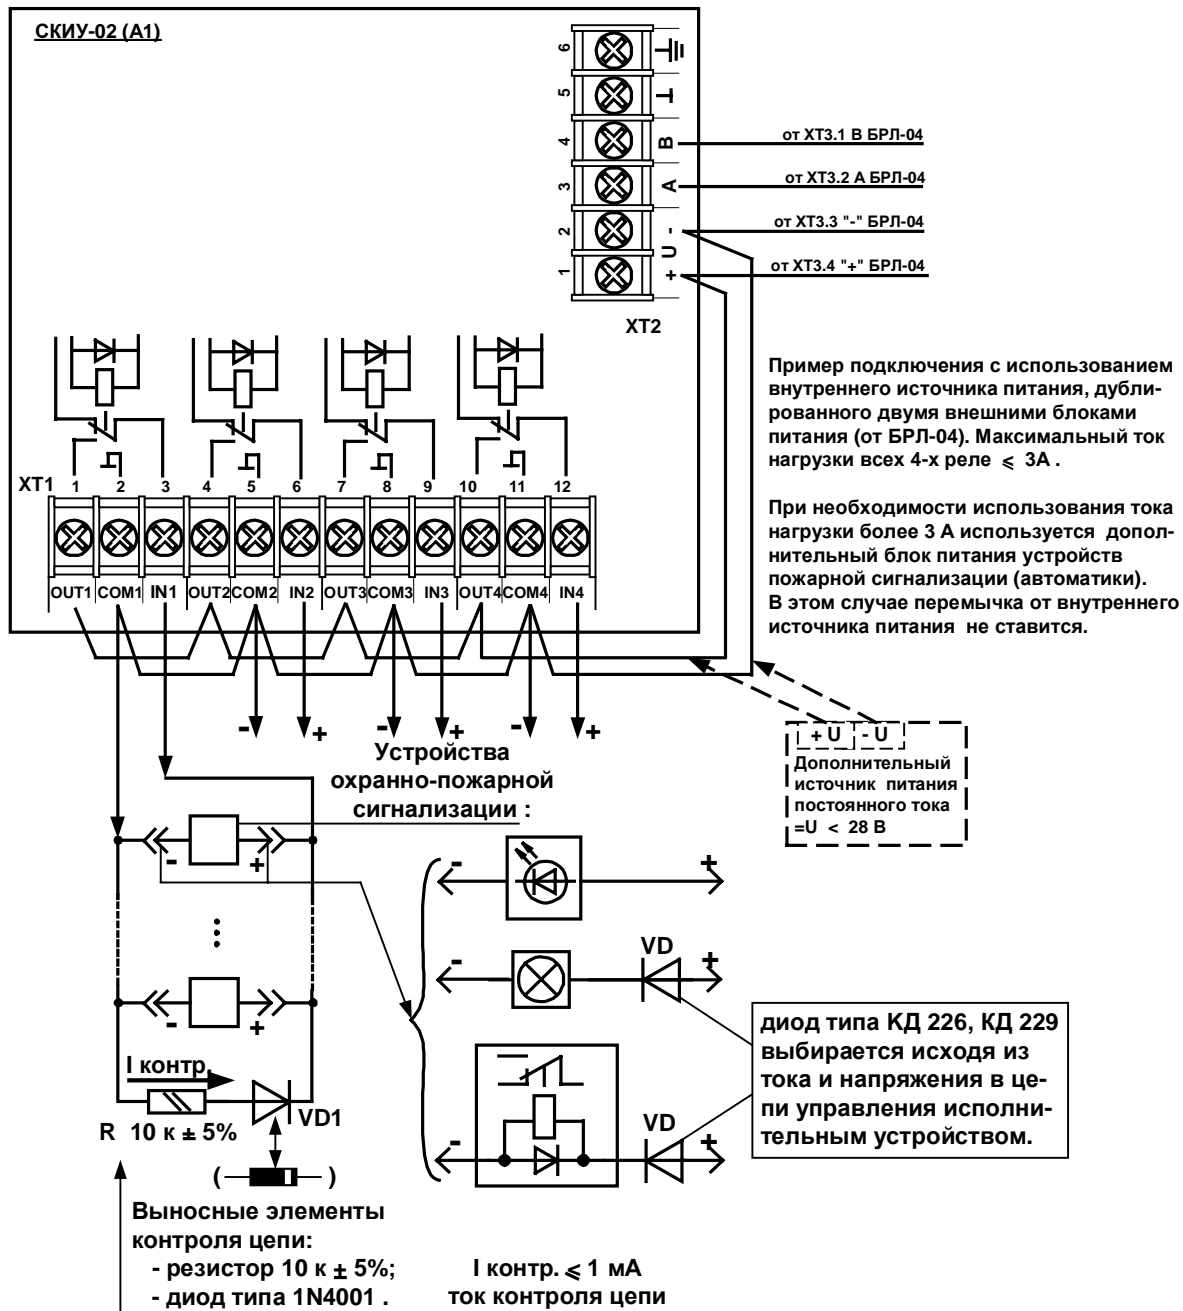 СКИУ-02 (А1)
6
5
4
В
3
А
2
-
U
1
+
от ХТ3.1 В БРЛ-04
от ХТ3.2 А БРЛ-04
от ХТ3.3 "-" БРЛ-04
от ХТ3.4 "+" БРЛ-04
ХТ2
Пример подключения с использованием
внутреннего источника питания, дубли-
рованного двумя внешними блоками
питания (от БРЛ-04). Максимальный ток
нагрузки всех 4-х реле ⩽ 3А .
При необходимости использования тока
нагрузки более 3 А используется допол-
нительный блок питания устройств
пожарной сигнализации (автоматики).
В этом случае перемычка от внутреннего
источника питания не ставится.
ХТ1
1 2 3 4 5 6 7 8 9 10 11 12
OUT1 COM1 IN1 OUT2 COM2 IN2 OUT3 COM3 IN3 OUT4 COM4 IN4
- + - + - +
Устройства
охранно-пожарной
сигнализации :
+ U - U
Дополнительный
источник питания
постоянного тока
=U < 28 В
- +
- +
VD
- +
- +
диод типа КД 226, КД 229
выбирается исходя из
тока и напряжения в це-
пи управления исполни-
тельным устройством.
I контр.
VD1
R 10 к ± 5%
VD
- +
( )
Выносные элементы
контроля цепи:
- резистор 10 к ± 5%;
- диод типа 1N4001 .
I контр. ⩽ 1 мА
ток контроля цепи